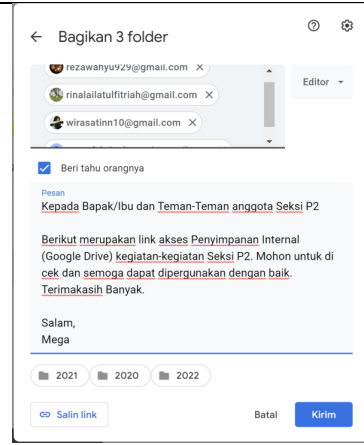 Bagikan 3 folder
rezawahyu929@gmail.com
Editor
rinalailatulfitriah@gmail.com
wirasatinn10@gmail.com
Beri tahu orangnya
Pesan
Kepada Bapak/Ibu dan Teman-Teman anggota Seksi P2
Berikut merupakan link akses Penyimpanan Internal
(Google Drive) kegiatan-kegiatan Seksi P2. Mohon untuk di
cek dan semoga dapat dipergunakan dengan baik.
Terimakasih Banyak.
Salam,
Mega
2021 2020 2022
Salin link Batal Kirim